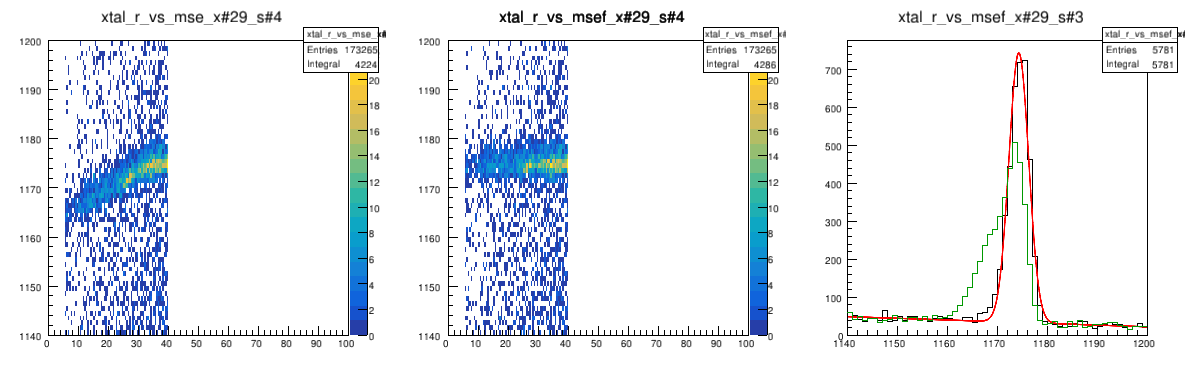 xtal_r_vs_mse_x#29_s#4
xtal_r_vs_mse_x#
Entries 173265
Integral 4224
1200
1190
1180
1170
1160
1150
1140
0 10 20 30 40 50 60 70 80 90 100
20
18
16
14
12
10
8
6
4
2
0
xtal_r_vs_msef_x#29_s#4
xtal_r_vs_msef_x#
Entries 173265
Integral 4286
1200
1190
1180
1170
1160
1150
1140
0 10 20 30 40 50 60 70 80 90 100
20
18
16
14
12
10
8
6
4
2
0
xtal_r_vs_msef_x#29_s#3
xtal_r_vs_msef_x#
Entries 5781
Integral 5781
700
600
500
400
300
200
100
0
1140 1150 1160 1170 1180 1190 1200